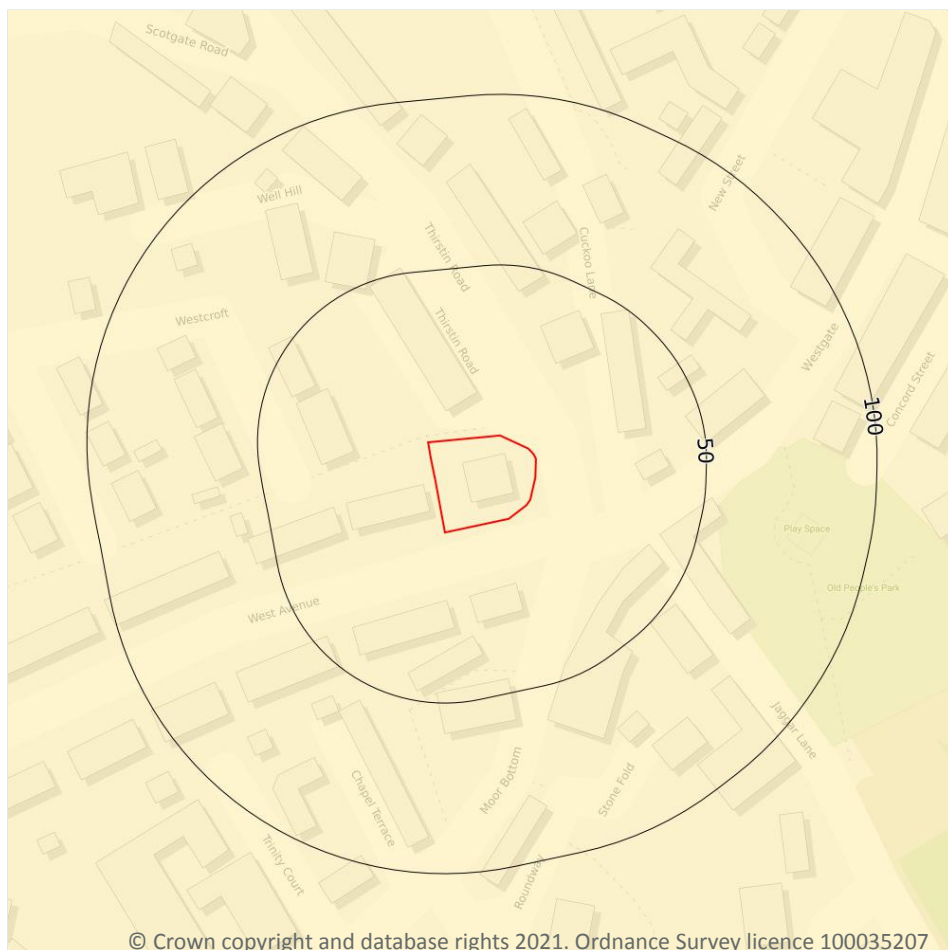 Scotgate Road
Well Hill
New Street
Thirstin Road
Cuckoo Lane
Westcroft
Thirstin Road
Westgate
Concord Street
100
50
Play Space
Old People's Park
West Avenue
Jaggar Lane
Moor Bottom
Stone Fold
Chapel Terrace
Trinity Court
Roundway
© Crown copyright and database rights 2021. Ordnance Survey licence 100035207